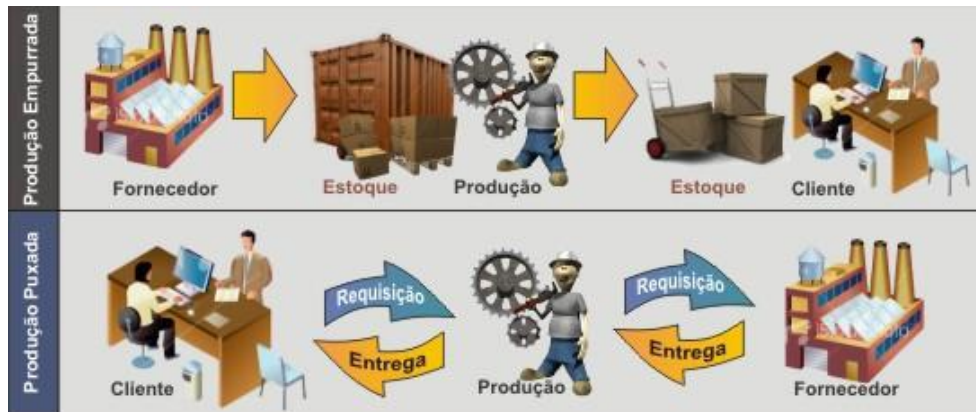 Produção Empurrada
Fornecedor
Estoque
Produção
Estoque
Cliente
Produção Puxada
Requisição
Requisição
Entrega
Entrega
Cliente
Produção
Fornecedor